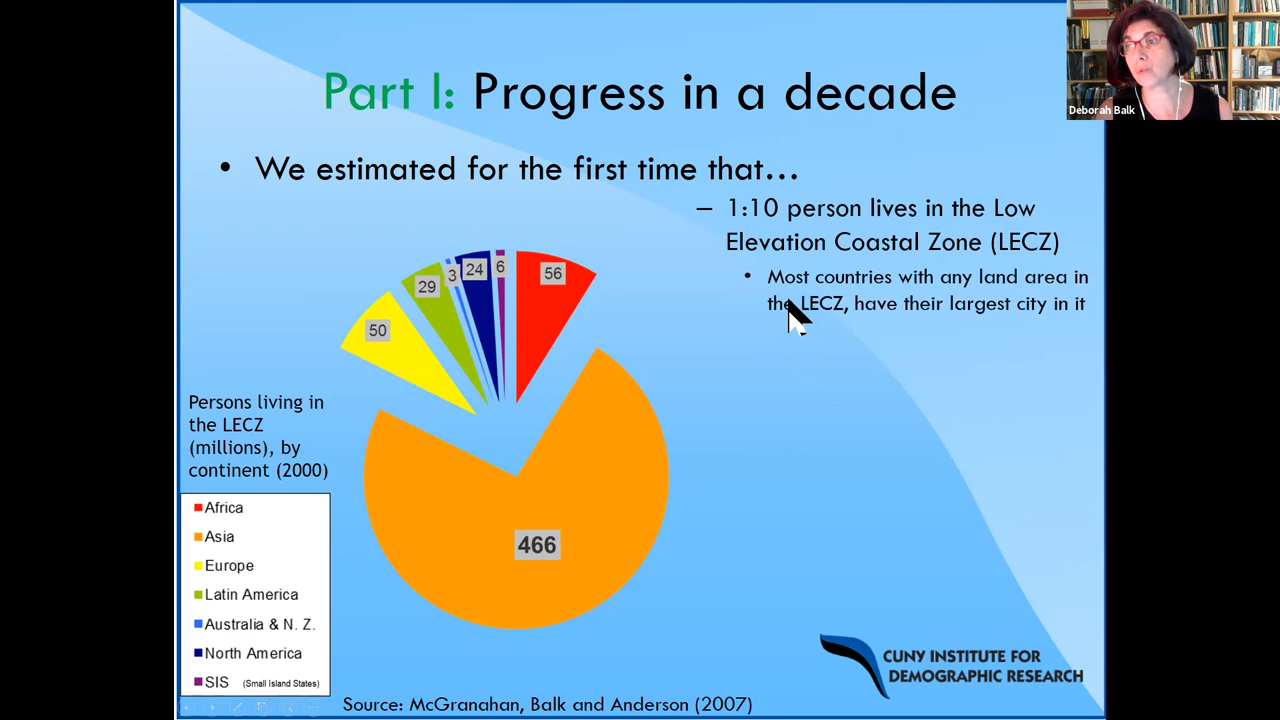 Part I: Progress in a decade
Deborah Balk
• We estimated for the first time that…
– 1:10 person lives in the Low
Elevation Coastal Zone (LECZ)
• Most countries with any land area in
the LECZ, have their largest city in it
56
466
50
29
3
24
6
Persons living in
the LECZ
(millions), by
continent (2000)
Africa
Asia
Europe
Latin America
Australia & N. Z.
North America
SIS (Small Island States)
CUNY INSTITUTE FOR
DEMOGRAPHIC RESEARCH
Source: McGranahan, Balk and Anderson (2007)